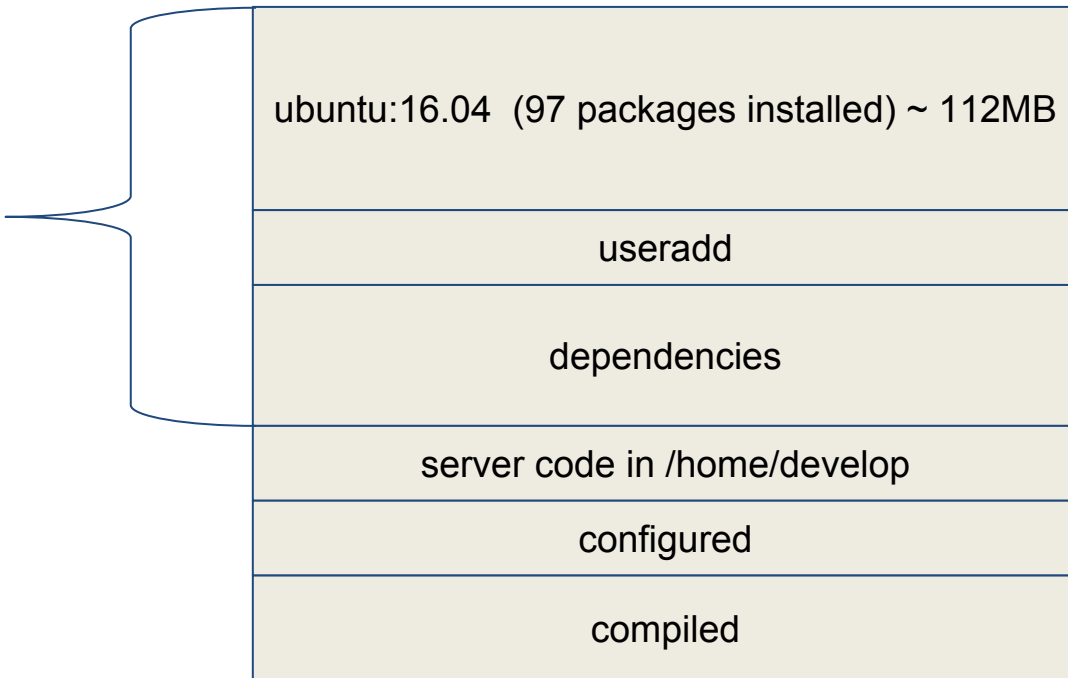 ubuntu:16.04 (97 packages installed) ~ 112MB
useradd
dependencies
server code in /home/develop
configured
compiled